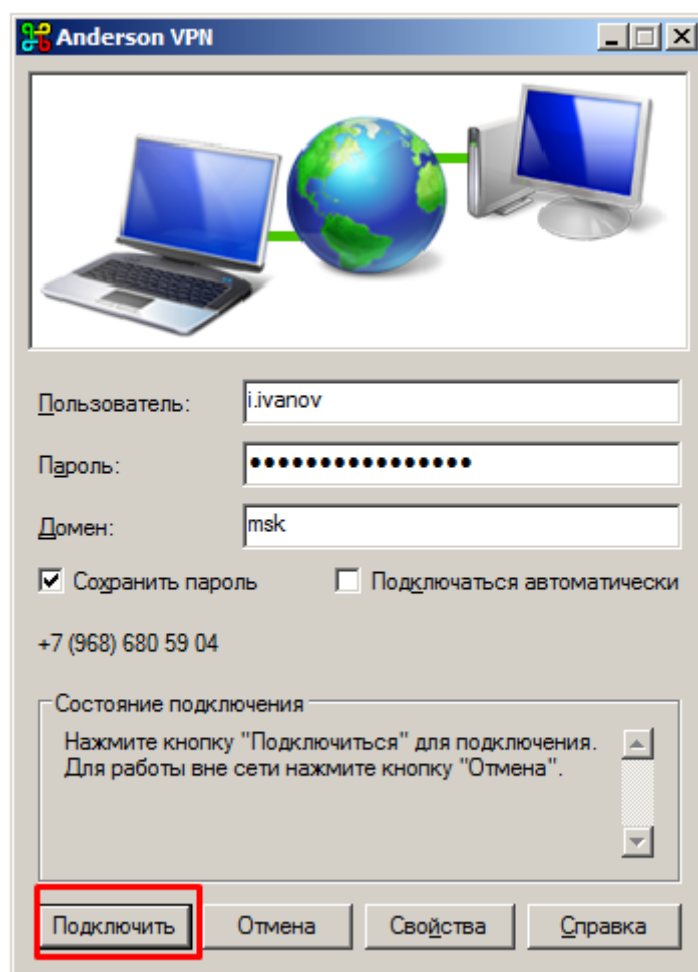 Anderson VPN
Пользователь: i.ivanov
Пароль: ●●●●●●●●●●●●●●●●
Домен: msk
Сохранить пароль Подключаться автоматически
+7 (968) 680 59 04
Состояние подключения
Нажмите кнопку "Подключиться" для подключения.
Для работы вне сети нажмите кнопку "Отмена".
Подключить Отмена Свойства Справка